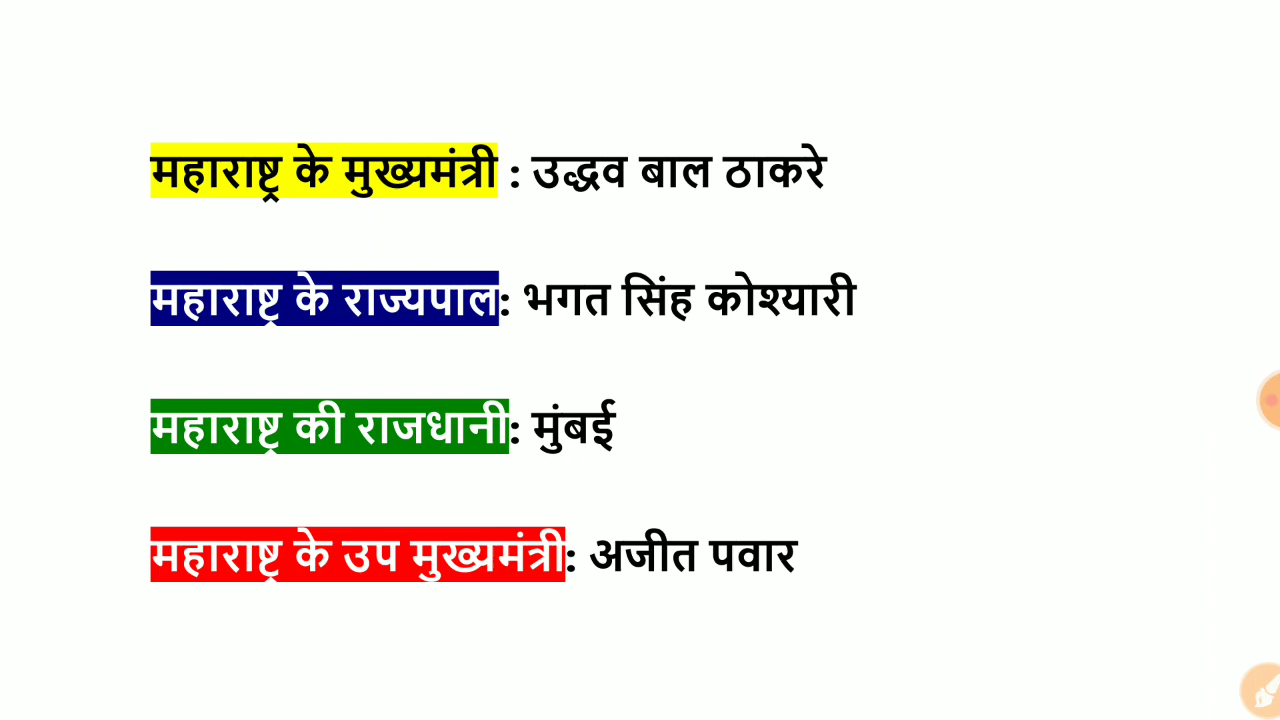 महाराष्ट्र के मुख्यमंत्री : उद्धव बाल ठाकरे
महाराष्ट्र के राज्यपाल: भगत सिंह कोश्यारी
महाराष्ट्र की राजधानी: मुंबई
महाराष्ट्र के उप मुख्यमंत्री: अजीत पवार